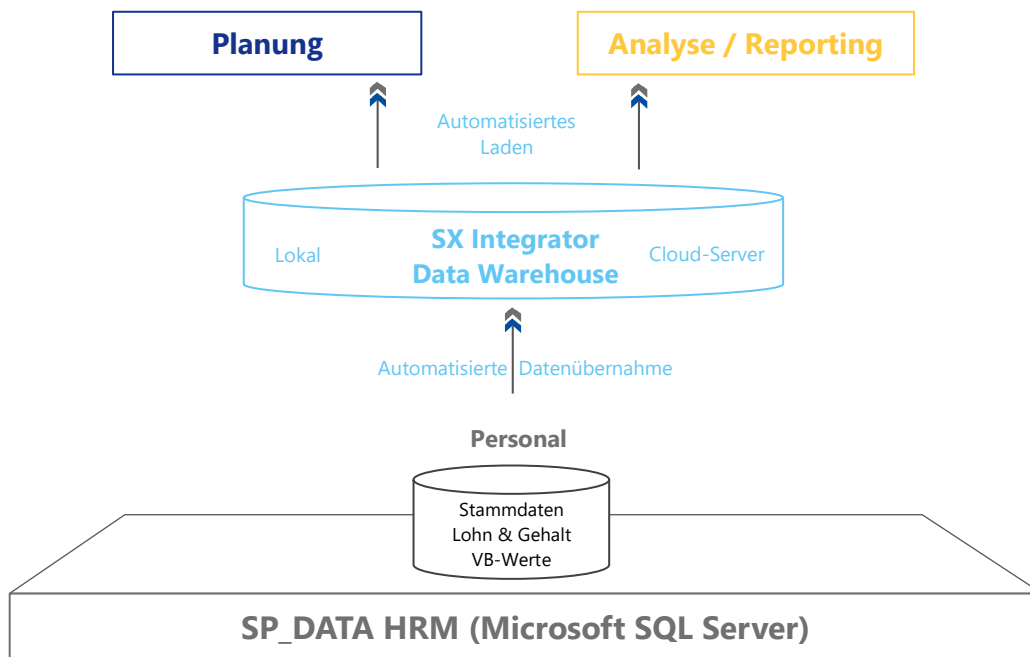 Planung
Analyse / Reporting
Automatisiertes
Laden
SX Integrator
Data Warehouse
Lokal
Cloud-Server
Automatisierte Datenübernahme
Personal
Stammdaten
Lohn & Gehalt
VB-Werte
SP_DATA HRM (Microsoft SQL Server)